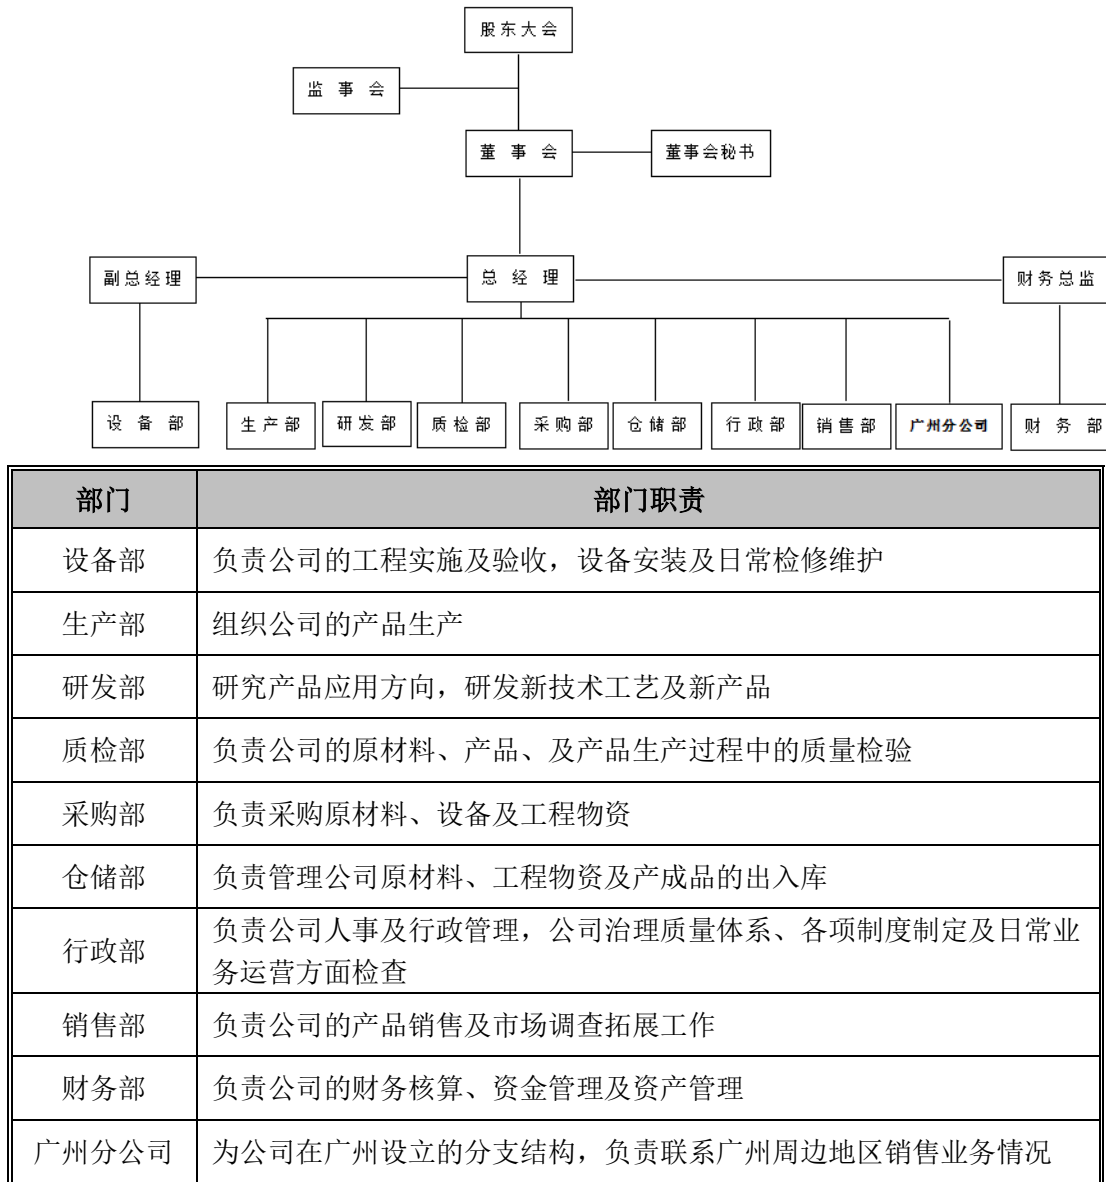 股东大会
监 事 会
董 事 会
董事会秘书
副总经理
总 经 理
财务总监
设 备 部
生产部
研发部
质检部
采购部
仓储部
行政部
销售部
广州分公司
财 务 部
部门 部门职责
设备部 负责公司的工程实施及验收，设备安装及日常检修维护
生产部 组织公司的产品生产
研发部 研究产品应用方向，研发新技术工艺及新产品
质检部 负责公司的原材料、产品、及产品生产过程中的质量检验
采购部 负责采购原材料、设备及工程物资
仓储部 负责管理公司原材料、工程物资及产成品的出入库
行政部 负责公司人事及行政管理，公司治理质量体系、各项制度制定及日常业
务运营方面检查
销售部 负责公司的产品销售及市场调查拓展工作
财务部 负责公司的财务核算、资金管理及资产管理
广州分公司 为公司在广州设立的分支结构，负责联系广州周边地区销售业务情况